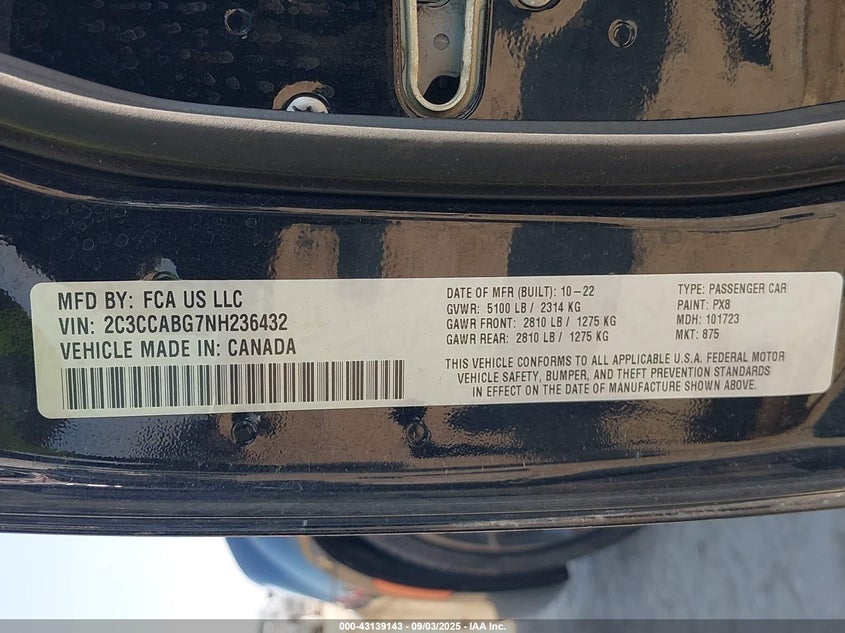 MFD BY: FCA US LLC
VIN: 2C3CCABG7NH236432
VEHICLE MADE IN: CANADA
DATE OF MFR (BUILT): 10-22
GVWR: 5100 LB / 2314 KG
GAWR FRONT: 2810 LB / 1275 KG
GAWR REAR: 2810 LB / 1275 KG
TYPE: PASSENGER CAR
PAINT: PX8
MDH: 101723
MKT: 875
THIS VEHICLE CONFORMS TO ALL APPLICABLE U.S.A. FEDERAL MOTOR
VEHICLE SAFETY, BUMPER, AND THEFT PREVENTION STANDARDS
IN EFFECT ON THE DATE OF MANUFACTURE SHOWN ABOVE.
000-43139143 - 09/03/2025 - IAA Inc.